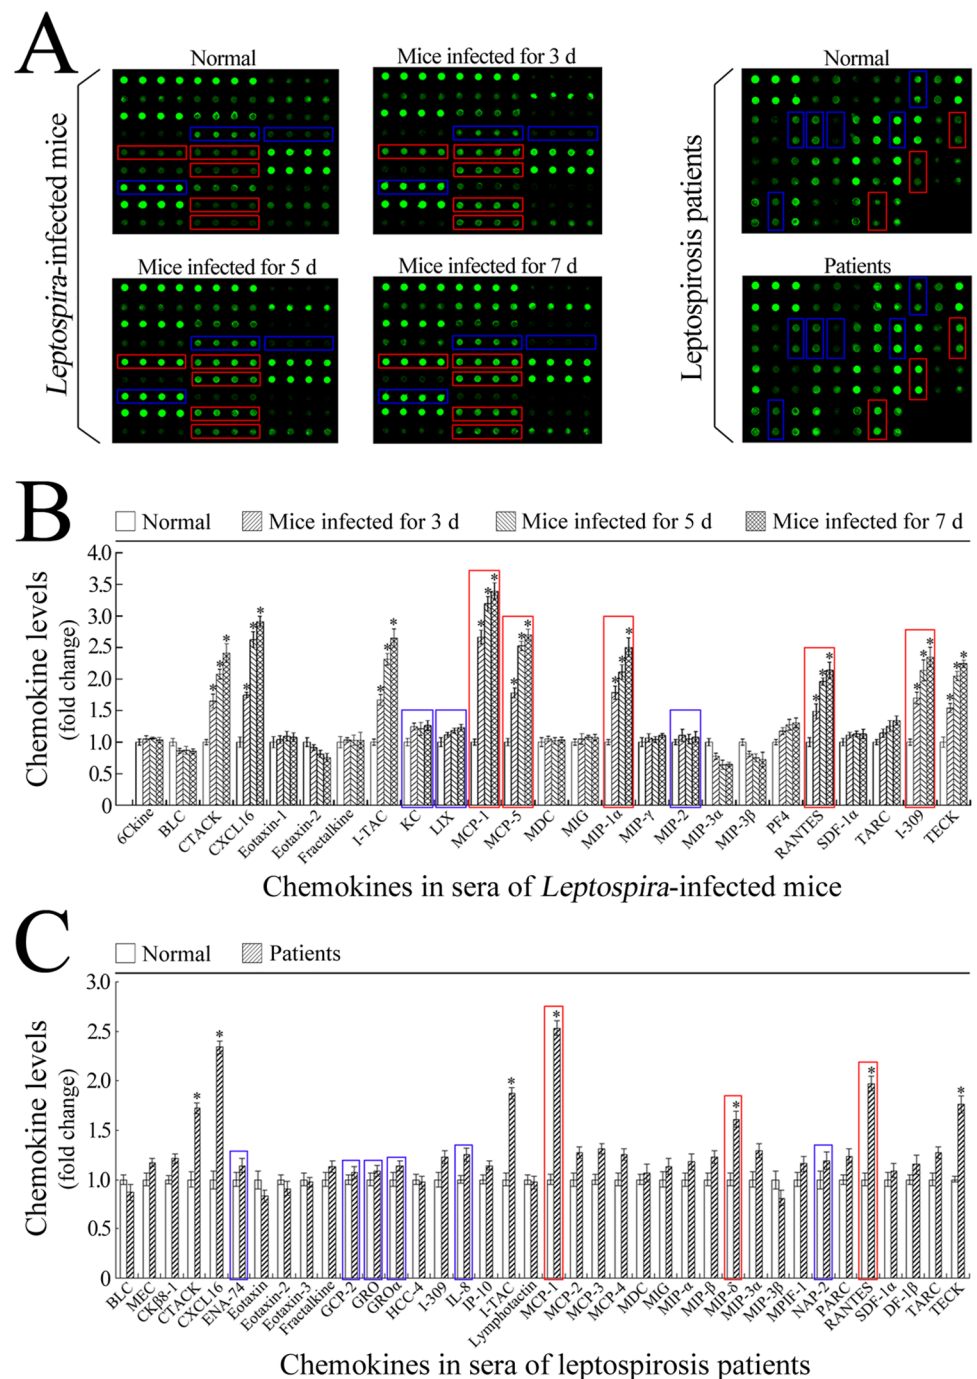 A
Normal
Mice infected for 3 d
Normal
Leptospira-infected mice
Mice infected for 5 d
Mice infected for 7 d
Leptospirosis patients
Patients
B
Normal
Mice infected for 3 d
Mice infected for 5 d
Mice infected for 7 d
Chemokine levels
(fold change)
4.0
3.5
3.0
2.5
2.0
1.5
1.0
0.5
0
* * * * * * * * * * * * * * * * * * * * * * * * * * *
6Ckine
BLC
CTACK
CXCL16
Eotaxin-1
Eotaxin-2
Fractalkine
I-TAC
KC
LIX
MCP-1
MCP-5
MDC
MIG
MIP-1α
MIP-γ
MIP-2
MIP-3α
MIP-3β
PF4
RANTES
SDF-1α
TARC
I-309
TECK
Chemokines in sera of Leptospira-infected mice
C
Normal
Patients
Chemokine levels
(fold change)
3.0
2.5
2.0
1.5
1.0
0.5
0
* * * * * * *
BLC
MEC
CKβ8-1
CTACK
CXCL16
ENA-74
Eotaxin
Eotaxin-2
Eotaxin-3
Fractalkine
GCP-2
GRO
GROα
HCC-4
I-309
IL-8
IP-10
I-TAC
Lymphotactin
MCP-1
MCP-2
MCP-3
MCP-4
MDC
MIG
MIP-α
MIP-β
MIP-δ
MIP-3α
MIP-3β
MPIF-1
NAP-2
PARC
RANTES
SDF-1α
DF-1β
TARC
TECK
Chemokines in sera of leptospirosis patients